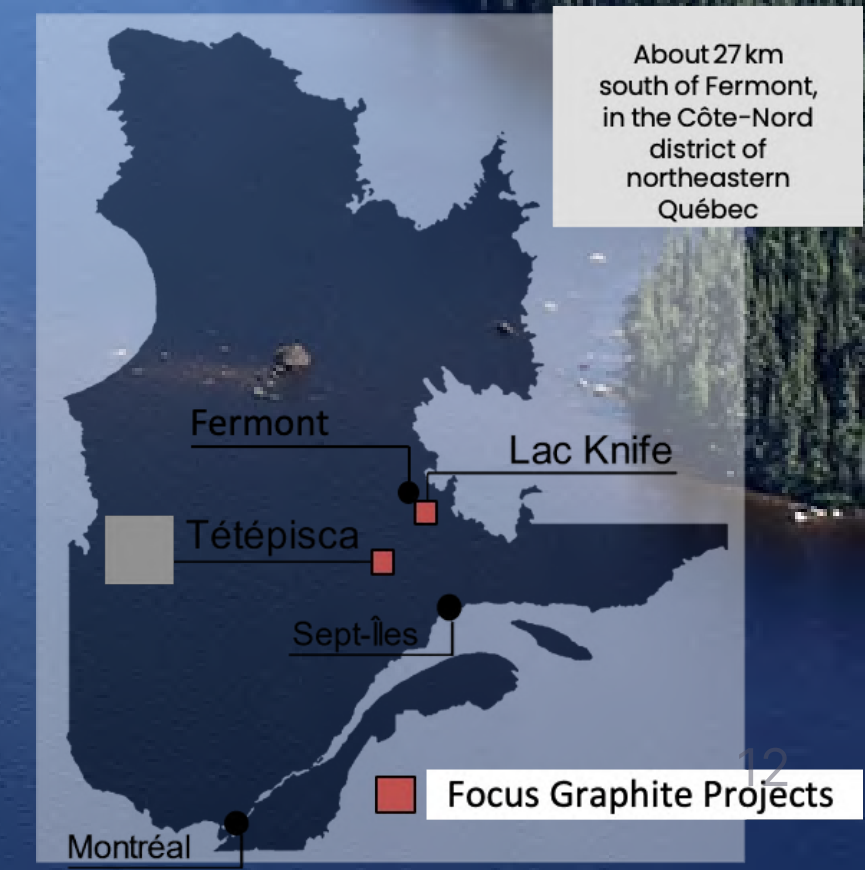 About 27 km
south of Fermont,
in the Côte-Nord
district of
northeastern
Québec
Fermont
Lac Knife
Tétépisca
Sept-Îles
12
Focus Graphite Projects
Montréal